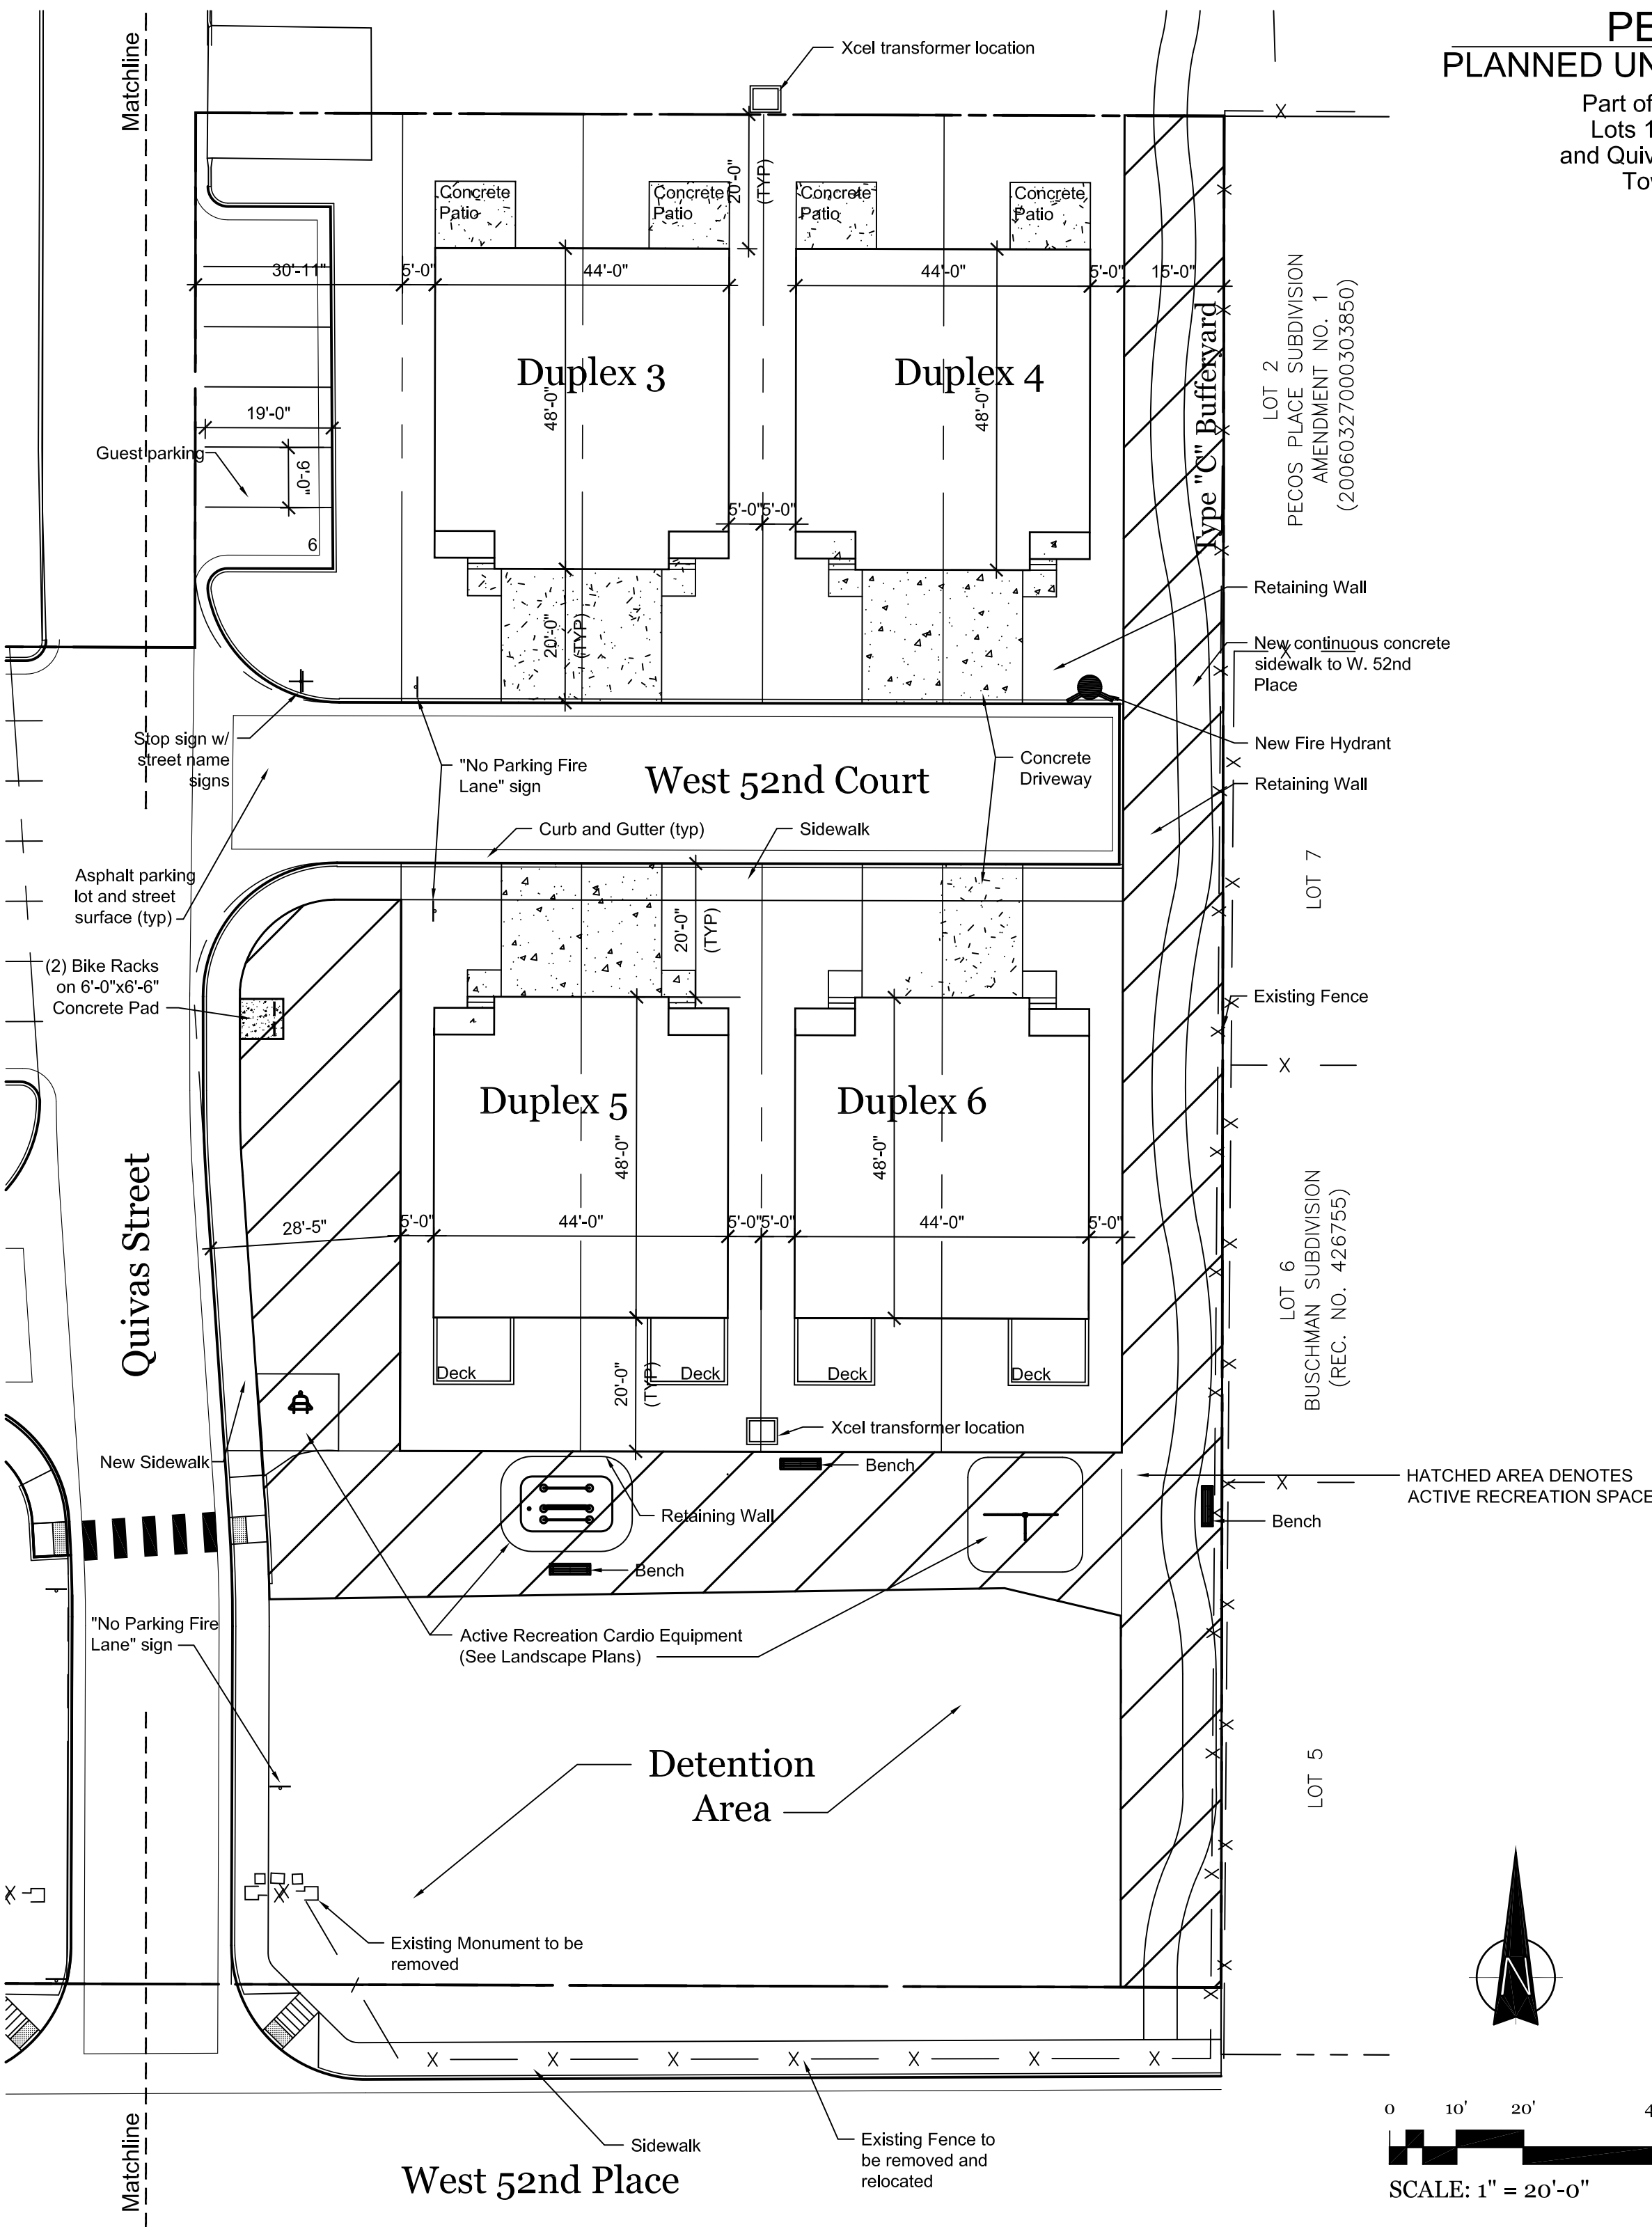 PE
PLANNED UN
Part of
Lots 1
and Quiv
Tov
Matchline
Xcel transformer location
20'-0"
(TYP)
Concrete
Patio
Concrete
Patio
Concrete
Patio
Concrete
Patio
30'-11"
5'-0"
44'-0"
44'-0"
5'-0"
15'-0"
Duplex 3
Duplex 4
48'-0"
48'-0"
Type "C" Bufferyard
LOT 2
PECOS PLACE SUBDIVISION
AMENDMENT NO. 1
(2006032700303850)
19'-0"
Guest parking
9'-0"
6
5'-0"
5'-0"
20'-0"
(TYP)
Retaining Wall
New continuous concrete
sidewalk to W. 52nd
Place
Stop sign w/
street name
signs
"No Parking Fire
Lane" sign
West 52nd Court
Concrete
Driveway
New Fire Hydrant
Retaining Wall
Curb and Gutter (typ)
Sidewalk
Asphalt parking
lot and street
surface (typ)
20'-0"
(TYP)
LOT 7
(2) Bike Racks
on 6'-0"x6'-6"
Concrete Pad
Existing Fence
X
Duplex 5
Duplex 6
48'-0"
48'-0"
Quivas Street
28'-5"
5'-0"
44'-0"
5'-0"
5'-0"
44'-0"
5'-0"
LOT 6
BUSCHMAN SUBDIVISION
(REC. NO. 426755)
Deck
Deck
Deck
Deck
20'-0"
(TYP)
Xcel transformer location
New Sidewalk
Bench
HATCHED AREA DENOTES
ACTIVE RECREATION SPACE
Retaining Wall
Bench
Bench
"No Parking Fire
Lane" sign
Active Recreation Cardio Equipment
(See Landscape Plans)
Detention
Area
LOT 5
Existing Monument to be
removed
N
X X X X X X X
Sidewalk
Existing Fence to
be removed and
relocated
West 52nd Place
Matchline
0 10' 20' 4
SCALE: 1" = 20'-0"